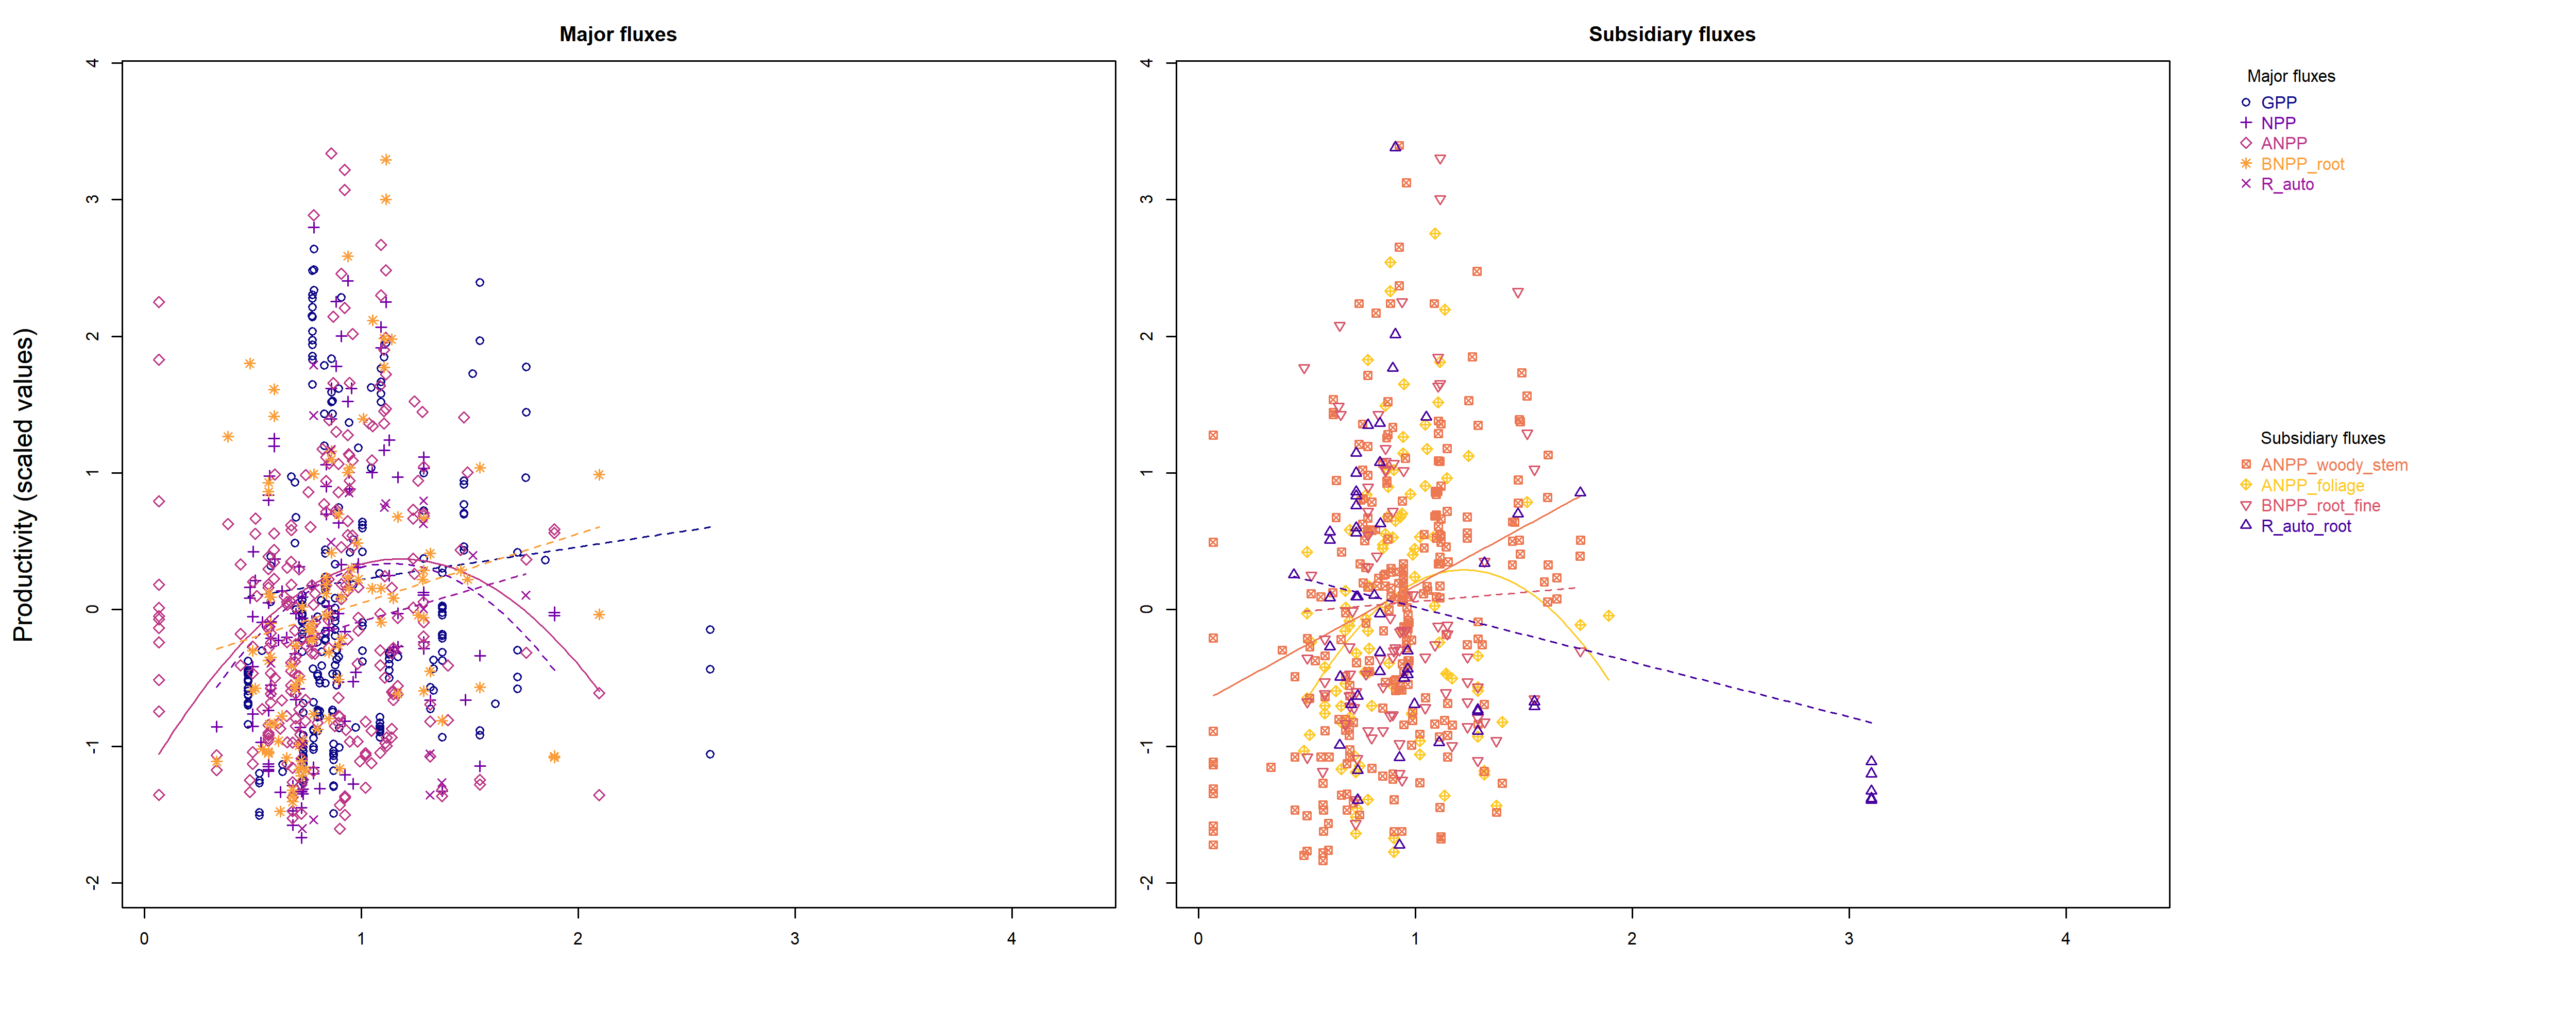 Major fluxes
Subsidiary fluxes
Productivity (scaled values)
4
3
2
1
0
-1
-2
0 1 2 3 4
4
3
2
1
0
-1
-2
0 1 2 3 4
Major fluxes
GPP
NPP
ANPP
BNPP_root
R_auto
Subsidiary fluxes
ANPP_woody_stem
ANPP_foliage
BNPP_root_fine
R_auto_root